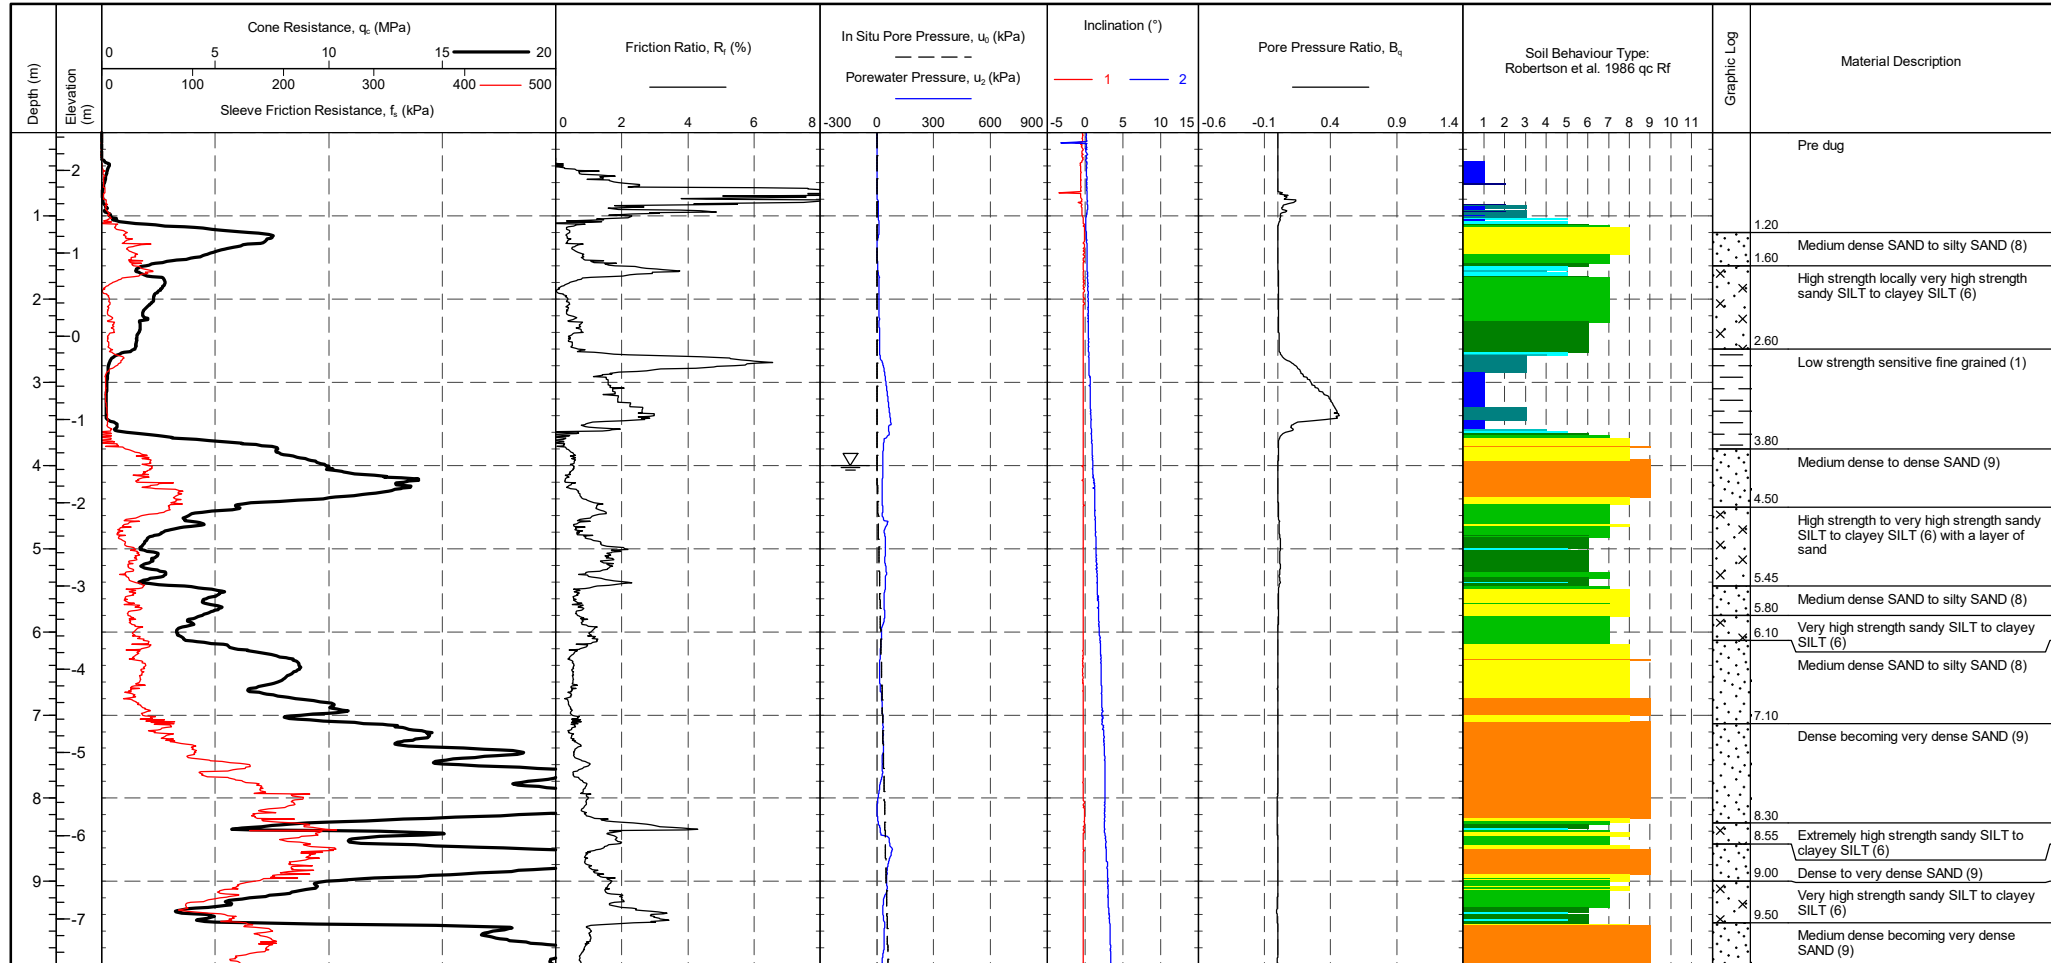 Cone Resistance, qc (MPa)
0 5 10 15 20
0 100 200 300 400 500
Sleeve Friction Resistance, fs (kPa)
Depth (m)
Elevation (m)
Friction Ratio, Rf (%)
0 2 4 6 8
In Situ Pore Pressure, u0 (kPa)
Porewater Pressure, u2 (kPa)
-300 0 300 600 900
Inclination (°)
1 2
-5 0 5 10 15
Pore Pressure Ratio, Bq
-0.6 -0.1 0.4 0.9 1.4
Soil Behaviour Type:
Robertson et al. 1986 qc Rf
1 2 3 4 5 6 7 8 9 10 11
Graphic Log
Material Description
Pre dug
2
1
1.20
Medium dense SAND to silty SAND (8)
1
1.60
High strength locally very high strength
sandy SILT to clayey SILT (6)
2
0
2.60
Low strength sensitive fine grained (1)
3
-1
3.80
Medium dense to dense SAND (9)
4
-2
4.50
High strength to very high strength sandy
SILT to clayey SILT (6) with a layer of
sand
5
-3
5.45
Medium dense SAND to silty SAND (8)
5.80
Very high strength sandy SILT to clayey
SILT (6)
6
6.10
Medium dense SAND to silty SAND (8)
-4
7
7.10
Dense becoming very dense SAND (9)
-5
8
8.30
Extremely high strength sandy SILT to
clayey SILT (6)
-6
8.55
Dense to very dense SAND (9)
9
9.00
Very high strength sandy SILT to clayey
SILT (6)
-7
9.50
Medium dense becoming very dense
SAND (9)